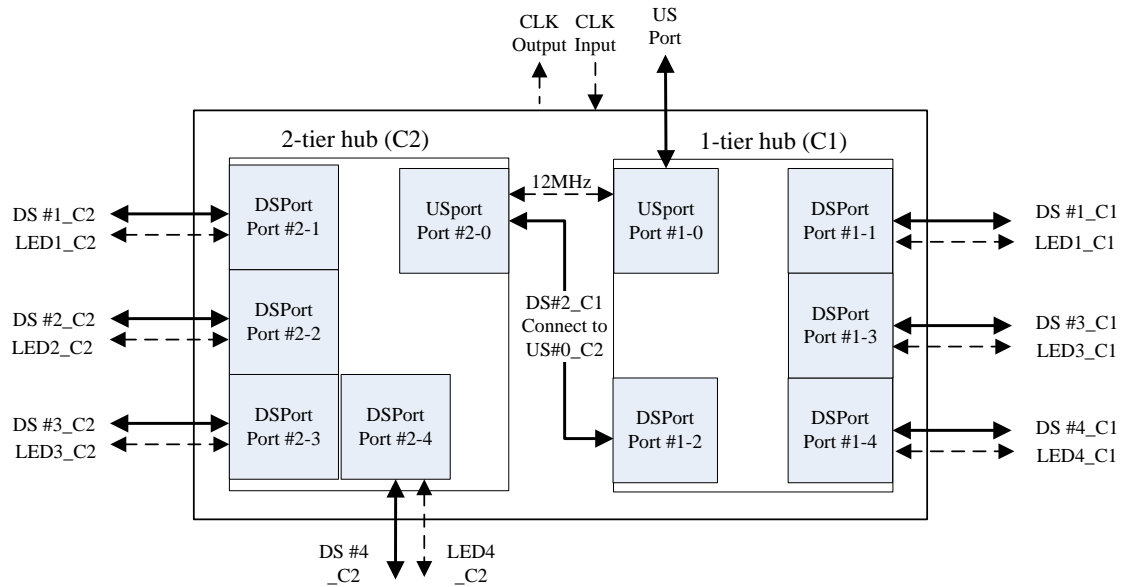 CLK
Output
CLK
Input
US
Port
2-tier hub (C2)
1-tier hub (C1)
DS #1_C2
LED1_C2
DSPort
Port #2-1
USport
Port #2-0
12MHz
USport
Port #1-0
DSPort
Port #1-1
DS #1_C1
LED1_C1
DS #2_C2
LED2_C2
DSPort
Port #2-2
DS#2_C1
Connect to
US#0_C2
DSPort
Port #1-3
DS #3_C1
LED3_C1
DS #3_C2
LED3_C2
DSPort
Port #2-3
DSPort
Port #2-4
DSPort
Port #1-2
DSPort
Port #1-4
DS #4_C1
LED4_C1
DS #4
_C2
LED4
_C2